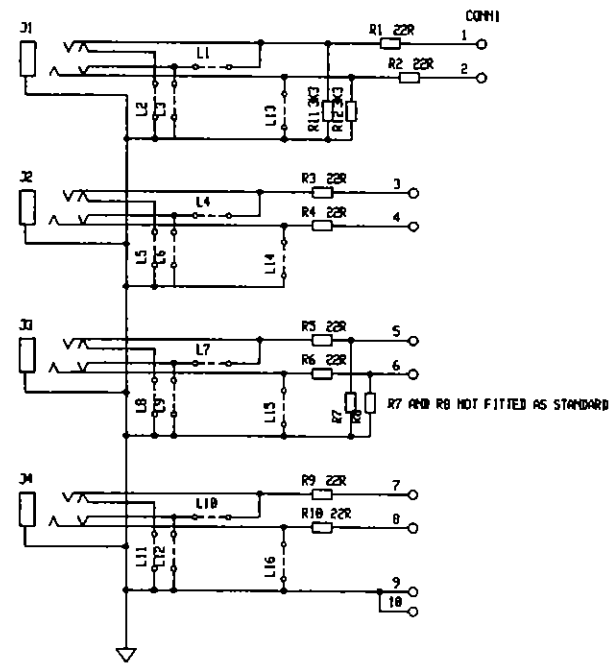 CONN1
J1
R1 22R
1
L1
R2 22R
2
L2
L3
L13
R11 3K3
R12 3K3
J2
R3 22R
3
L4
R4 22R
4
L5
L6
L14
J3
R5 22R
5
L7
R6 22R
6
L8
L9
L15
R7
R8
R7 AND R8 NOT FITTED AS STANDARD
J4
R9 22R
7
L10
R10 22R
8
L11
L12
L16
9
10